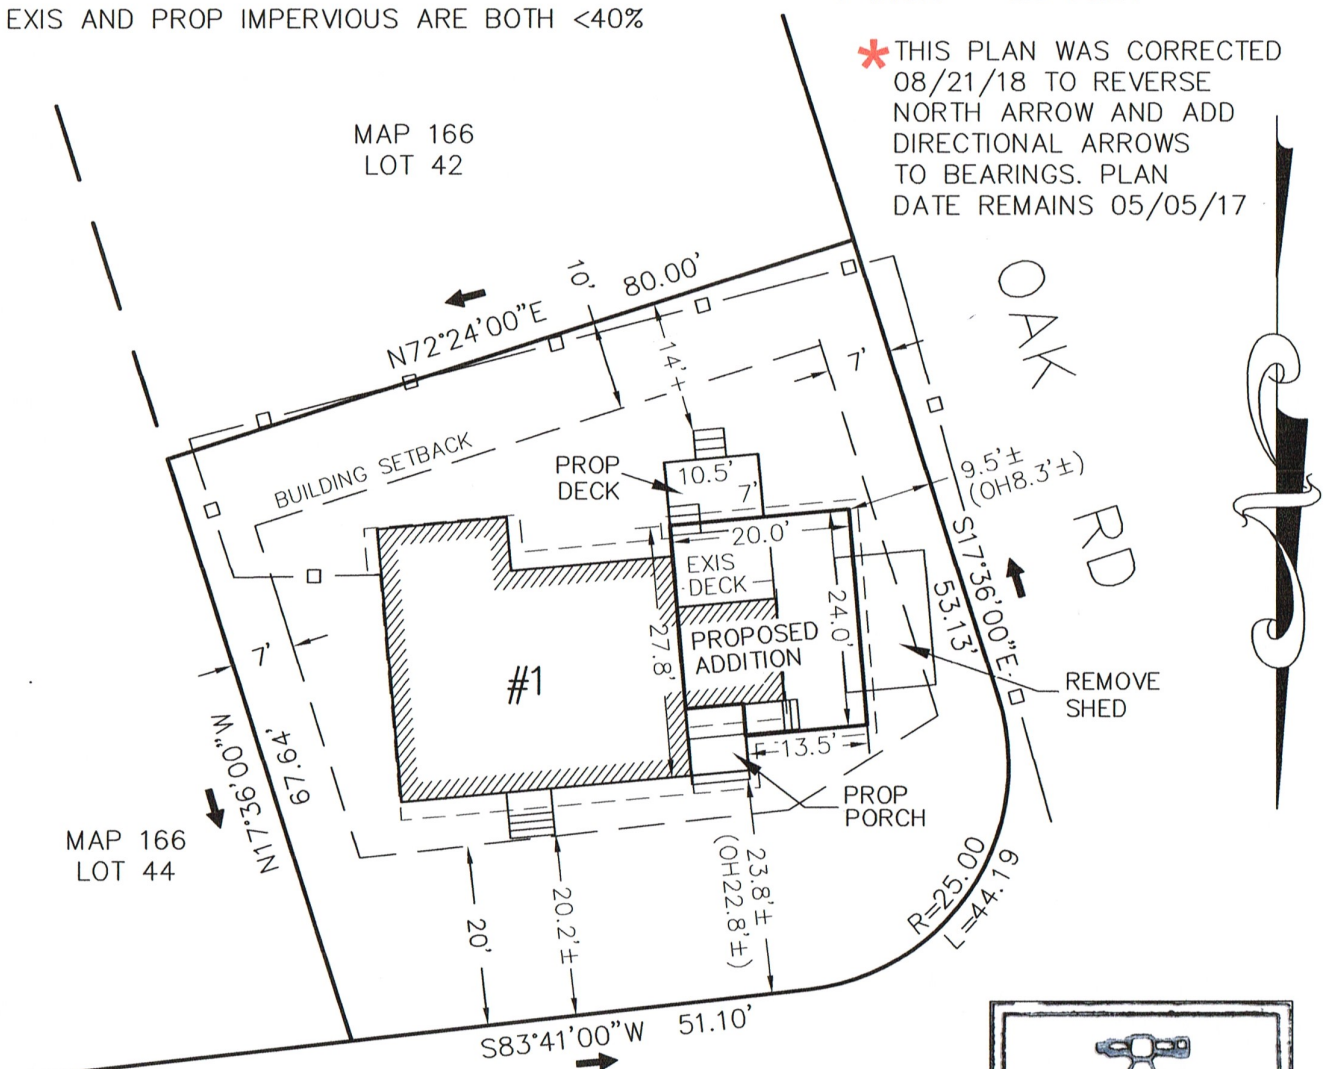 EXIS AND PROP IMPERVIOUS ARE BOTH <40%
* THIS PLAN WAS CORRECTED
08/21/18 TO REVERSE
NORTH ARROW AND ADD
DIRECTIONAL ARROWS
TO BEARINGS. PLAN
DATE REMAINS 05/05/17
MAP 166
LOT 42
OAK RD
N72°24'00"E
80.00'
10'
14'±
7'
BUILDING SETBACK
PROP
DECK
10.5'
7'
9.5'±
(OH8.3'±)
20.0'
EXIS
DECK
S17°36'00"E
53.13'
24.0'
27.8'
PROPOSED
ADDITION
#1
7'
REMOVE
SHED
13.5'
PROP
PORCH
N17°36'00"W
67.64'
MAP 166
LOT 44
20'
20.2'±
23.8'±
(OH22.8'±)
R=25.00
L=44.19
S83°41'00"W
51.10'